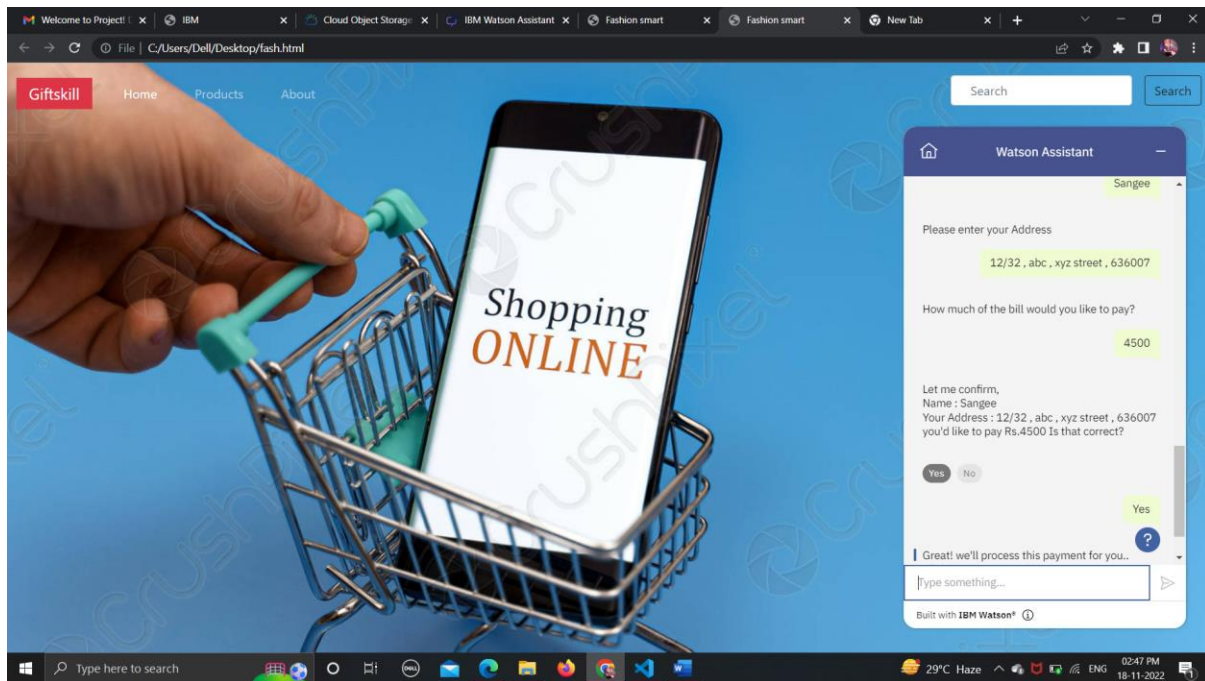 Welcome to Project!
IBM
Cloud Object Storage
IBM Watson Assistant
Fashion smart
Fashion smart
New Tab
File | C:/Users/Dell/Desktop/fash.html
Giftskill
Home
Products
About
Search
Search
Shopping
ONLINE
Watson Assistant
Sangee
Please enter your Address
12/32 , abc , xyz street , 636007
How much of the bill would you like to pay?
4500
Let me confirm,
Name : Sangee
Your Address : 12/32 , abc , xyz street , 636007
you'd like to pay Rs.4500 Is that correct?
Yes No
Yes
?
Great! we'll process this payment for you..
Type something...
Built with IBM Watson®
CrushPixel
CrushPixel
Type here to search
29°C Haze
ENG
02:47 PM
18-11-2022